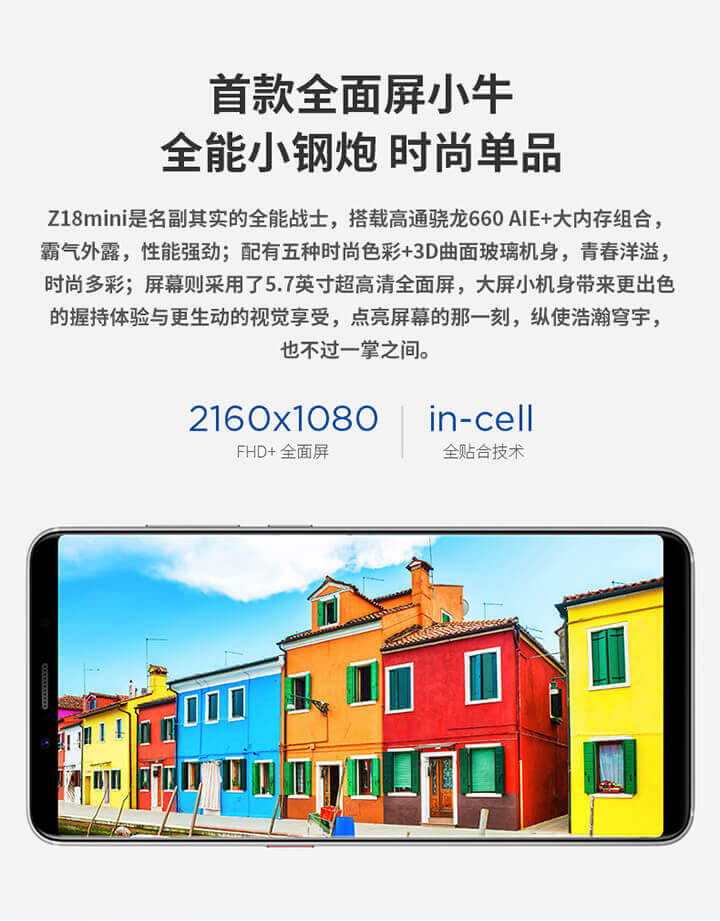 首款全面屏小牛
全能小钢炮 时尚单品
Z18mini是名副其实的全能战士，搭载高通骁龙660 AIE+大内存组合，
霸气外露，性能强劲；配有五种时尚色彩+3D曲面玻璃机身，青春洋溢，
时尚多彩；屏幕则采用了5.7英寸超高清全面屏，大屏小机身带来更出色
的握持体验与更生动的视觉享受，点亮屏幕的那一刻，纵使浩瀚穹宇，
也不过一掌之间。
2160x1080 in-cell
FHD+ 全面屏 全贴合技术